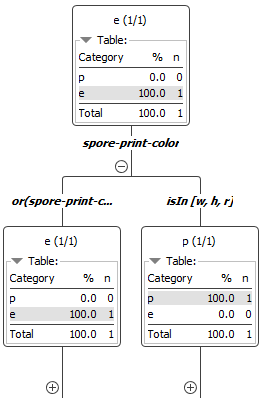 e (1/1)
Table:
Category % n
p 0.0 0
e 100.0 1
Total 100.0 1
spore-print-color
or(spore-print-c...
isIn [w, h, r]
e (1/1)
Table:
Category % n
p 0.0 0
e 100.0 1
Total 100.0 1
p (1/1)
Table:
Category % n
p 100.0 1
e 0.0 0
Total 100.0 1